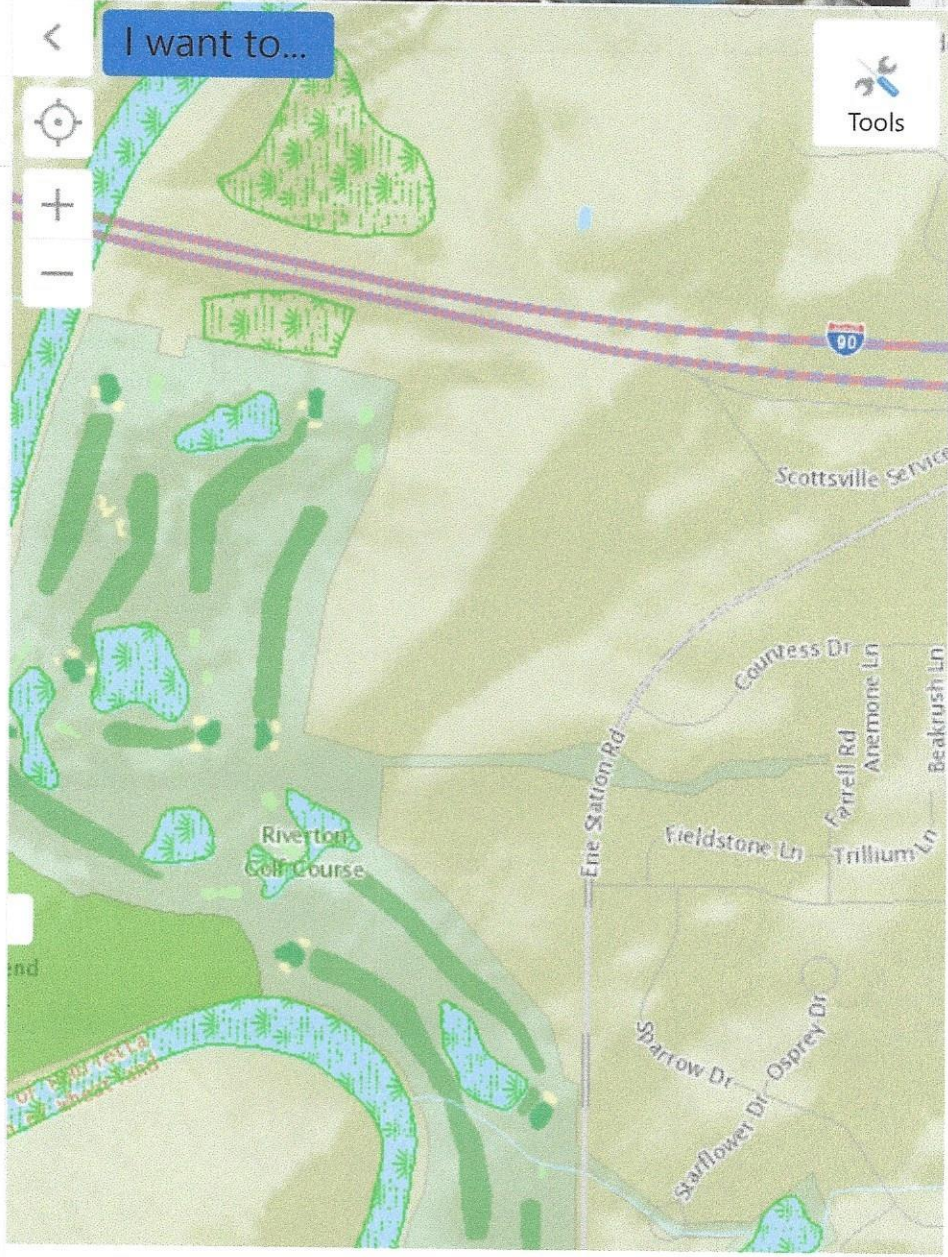 I want to...
Tools
90
Scottsville Service
Countess Dr
Anemone Ln
Beakrush Ln
Farrell Rd
Erie Station Rd
Fieldstone Ln
Trillium Ln
Riverton
Golf Course
end
Sparrow Dr
Osprey Dr
Starflower Dr